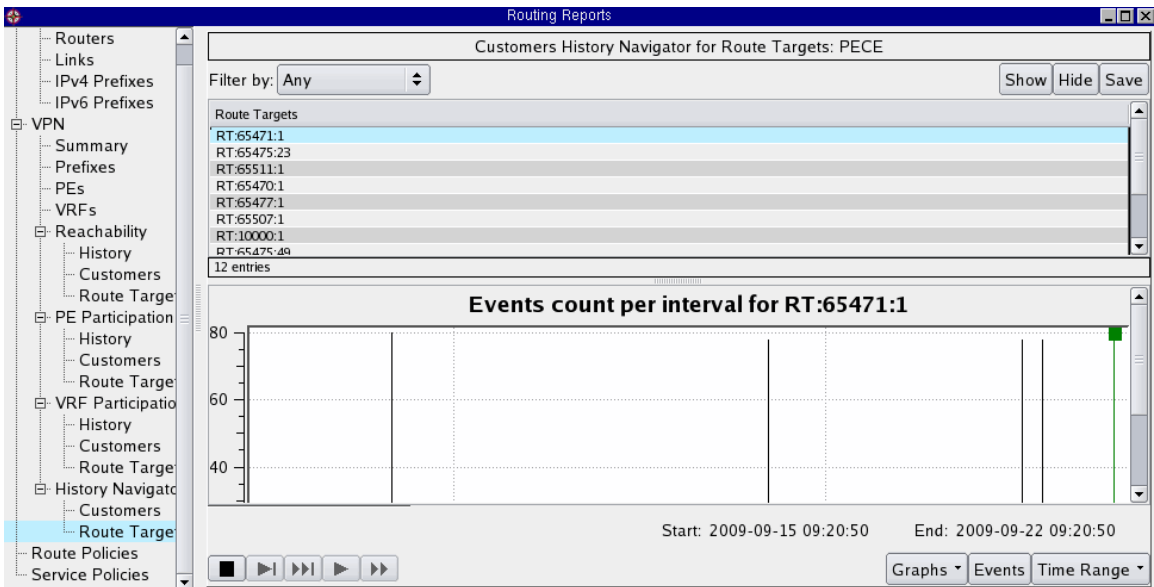 Routing Reports
Routers
Links
IPv4 Prefixes
IPv6 Prefixes
VPN
Summary
Prefixes
PEs
VRFs
Reachability
History
Customers
Route Targe
PE Participation
History
Customers
Route Targe
VRF Participatio
History
Customers
Route Targe
History Navigato
Customers
Route Targe
Route Policies
Service Policies
Customers History Navigator for Route Targets: PECE
Filter by: Any
Show Hide Save
Route Targets
RT:65471:1
RT:65475:23
RT:65511:1
RT:65470:1
RT:65477:1
RT:65507:1
RT:10000:1
RT:65475:49
12 entries
Events count per interval for RT:65471:1
80
60
40
Start: 2009-09-15 09:20:50 End: 2009-09-22 09:20:50
Graphs Events Time Range